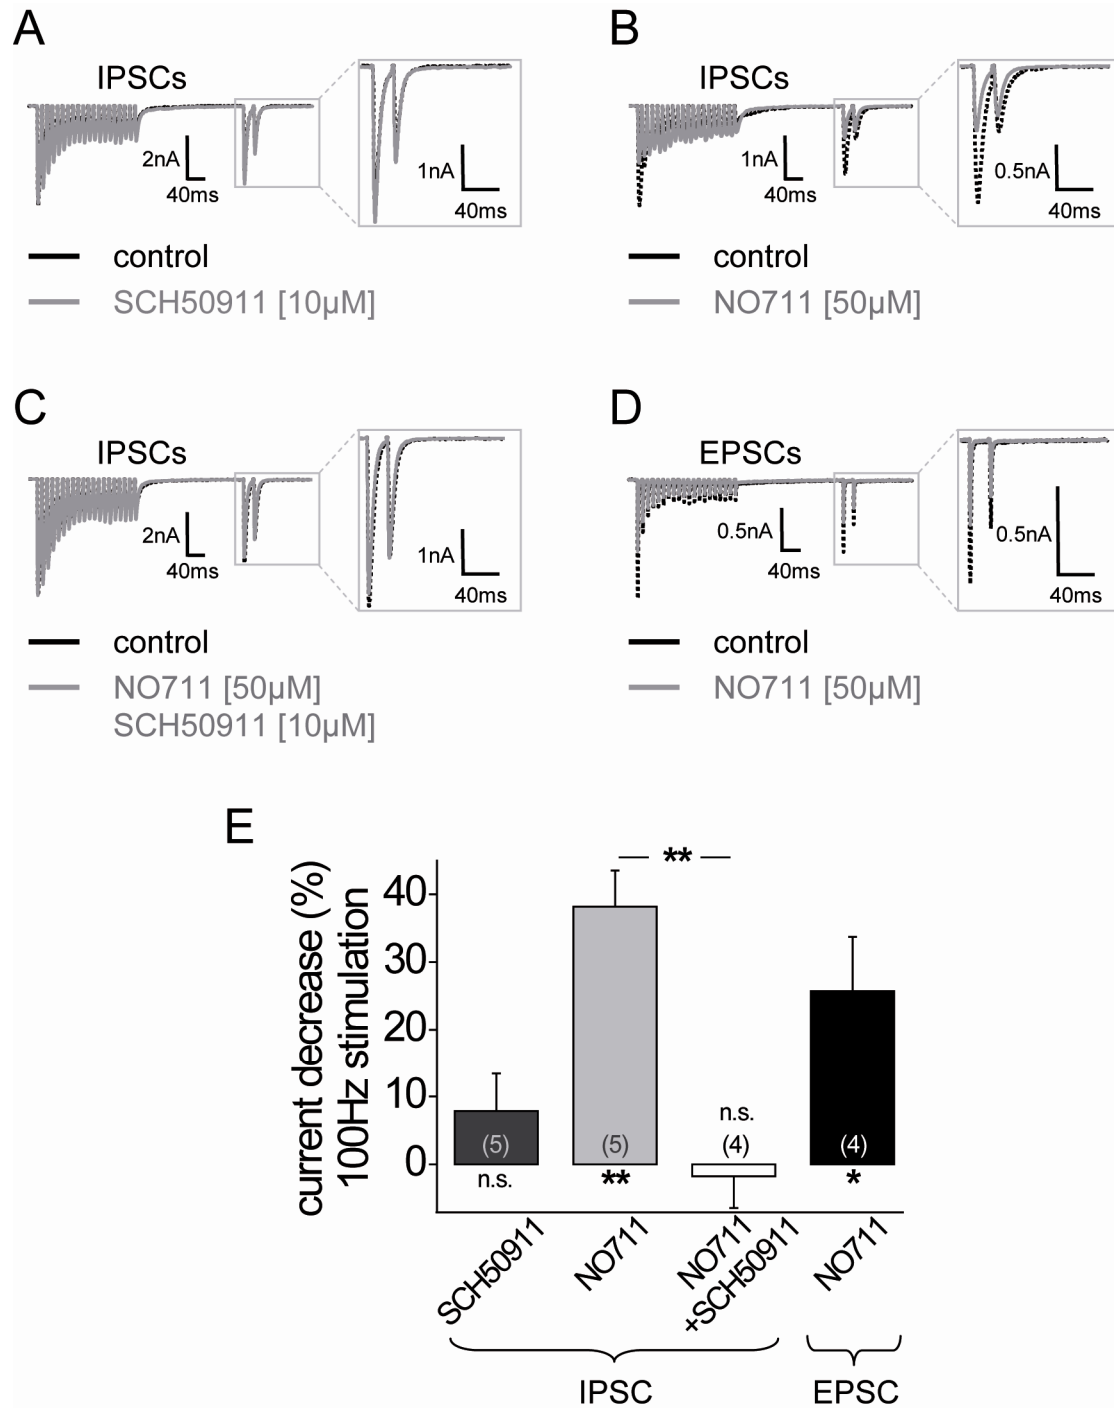 A
IPSCs
2nA
40ms
1nA
40ms
control
SCH50911 [10µM]
B
IPSCs
1nA
40ms
0.5nA
40ms
control
NO711 [50µM]
C
IPSCs
2nA
40ms
1nA
40ms
control
NO711 [50µM]
SCH50911 [10µM]
D
EPSCs
0.5nA
40ms
0.5nA
40ms
control
NO711 [50µM]
E
current decrease (%)
100Hz stimulation
40
30
20
10
0
**
(5)
n.s.
(5)
**
n.s.
(4)
(4)
*
SCH50911
NO711
NO711
+SCH50911
NO711
IPSC
EPSC